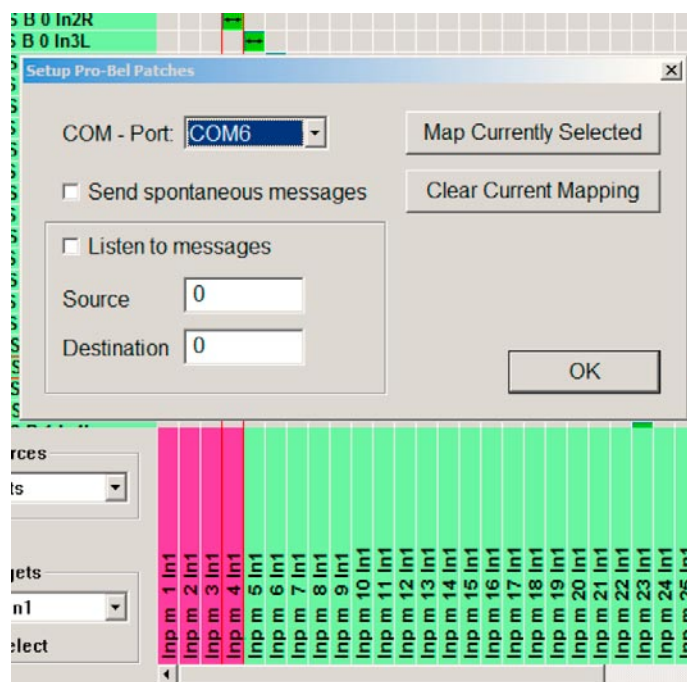 S B 0 In2R
S B 0 In3L
Setup Pro-Bel Patches
COM - Port:
COM6
Map Currently Selected
Send spontaneous messages
Clear Current Mapping
Listen to messages
Source
0
Destination
0
OK
rces
ts
gets
n1
elect
Inp m 1 In1
Inp m 2 In1
Inp m 3 In1
Inp m 4 In1
Inp m 5 In1
Inp m 6 In1
Inp m 7 In1
Inp m 8 In1
Inp m 9 In1
Inp m 10 In1
Inp m 11 In1
Inp m 12 In1
Inp m 13 In1
Inp m 14 In1
Inp m 15 In1
Inp m 16 In1
Inp m 17 In1
Inp m 18 In1
Inp m 19 In1
Inp m 20 In1
Inp m 21 In1
Inp m 22 In1
Inp m 23 In1
Inp m 24 In1
Inp m 25 In1